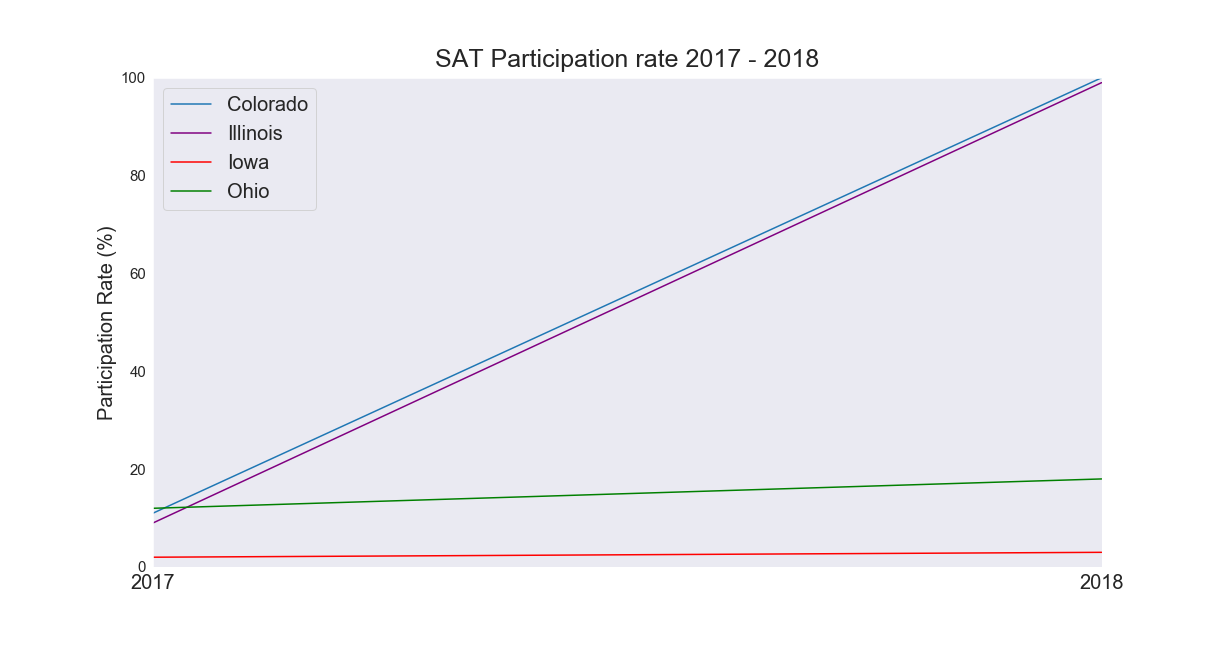 SAT Participation rate 2017 - 2018
100
80
60
40
20
0
Participation Rate (%)
Colorado
Illinois
Iowa
Ohio
2017
2018